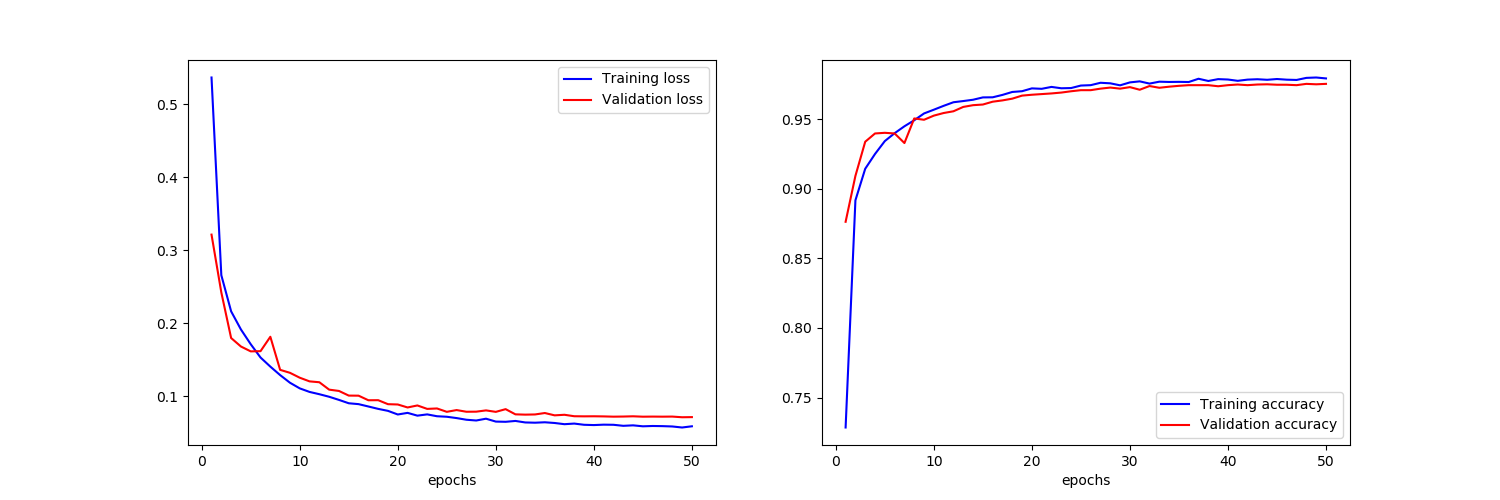 Training loss
Validation loss
0.5
0.4
0.3
0.2
0.1
0 10 20 30 40 50
epochs
0.95
0.90
0.85
0.80
0.75
Training accuracy
Validation accuracy
0 10 20 30 40 50
epochs